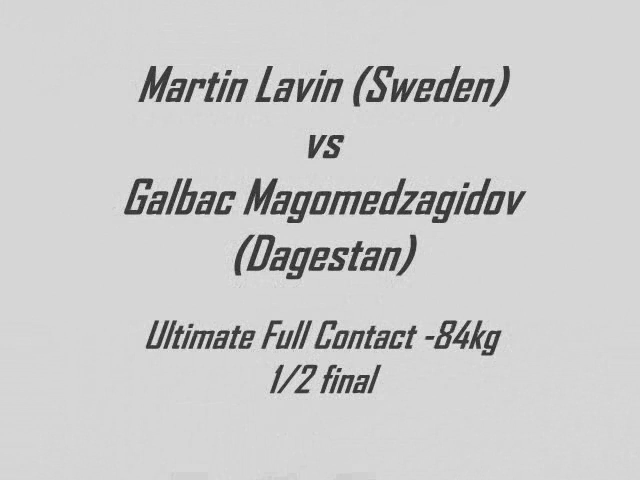 Martin Lavin (Sweden)
vs
Galbac Magomedzagidov
(Dagestan)
Ultimate Full Contact -84kg
1/2 final